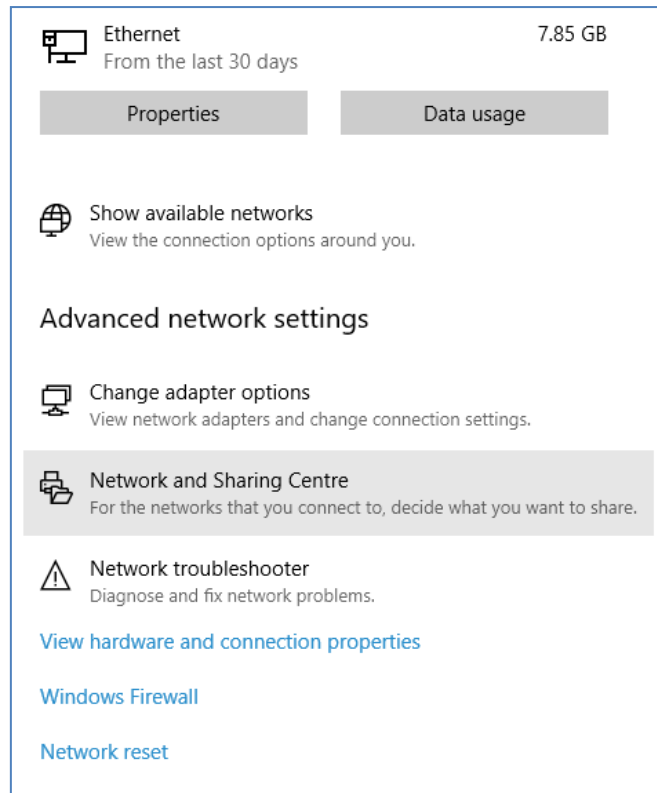 Ethernet 7.85 GB
From the last 30 days
Properties Data usage
Show available networks
View the connection options around you.
Advanced network settings
Change adapter options
View network adapters and change connection settings.
Network and Sharing Centre
For the networks that you connect to, decide what you want to share.
Network troubleshooter
Diagnose and fix network problems.
View hardware and connection properties
Windows Firewall
Network reset